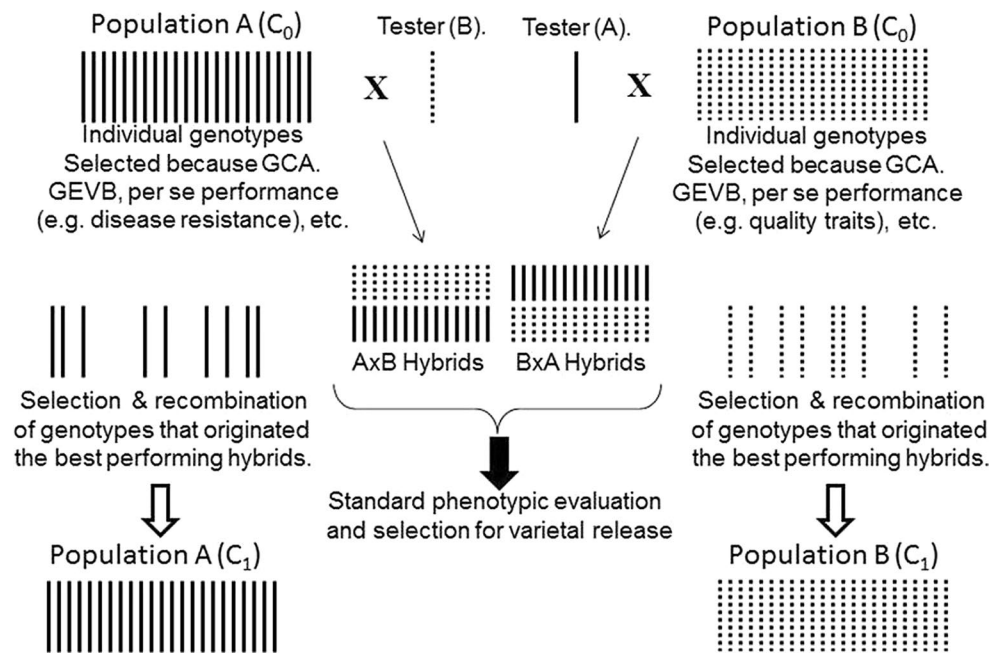 Population A (C₀)
Tester (B).
Tester (A).
Population B (C₀)
X
X
Individual genotypes
Selected because GCA.
GEVB, per se performance
(e.g. disease resistance), etc.
Individual genotypes
Selected because GCA.
GEVB, per se performance
(e.g. quality traits), etc.
AxB Hybrids
BxA Hybrids
Selection & recombination
of genotypes that originated
the best performing hybrids.
Standard phenotypic evaluation
and selection for varietal release
Selection & recombination
of genotypes that originated
the best performing hybrids.
Population A (C₁)
Population B (C₁)